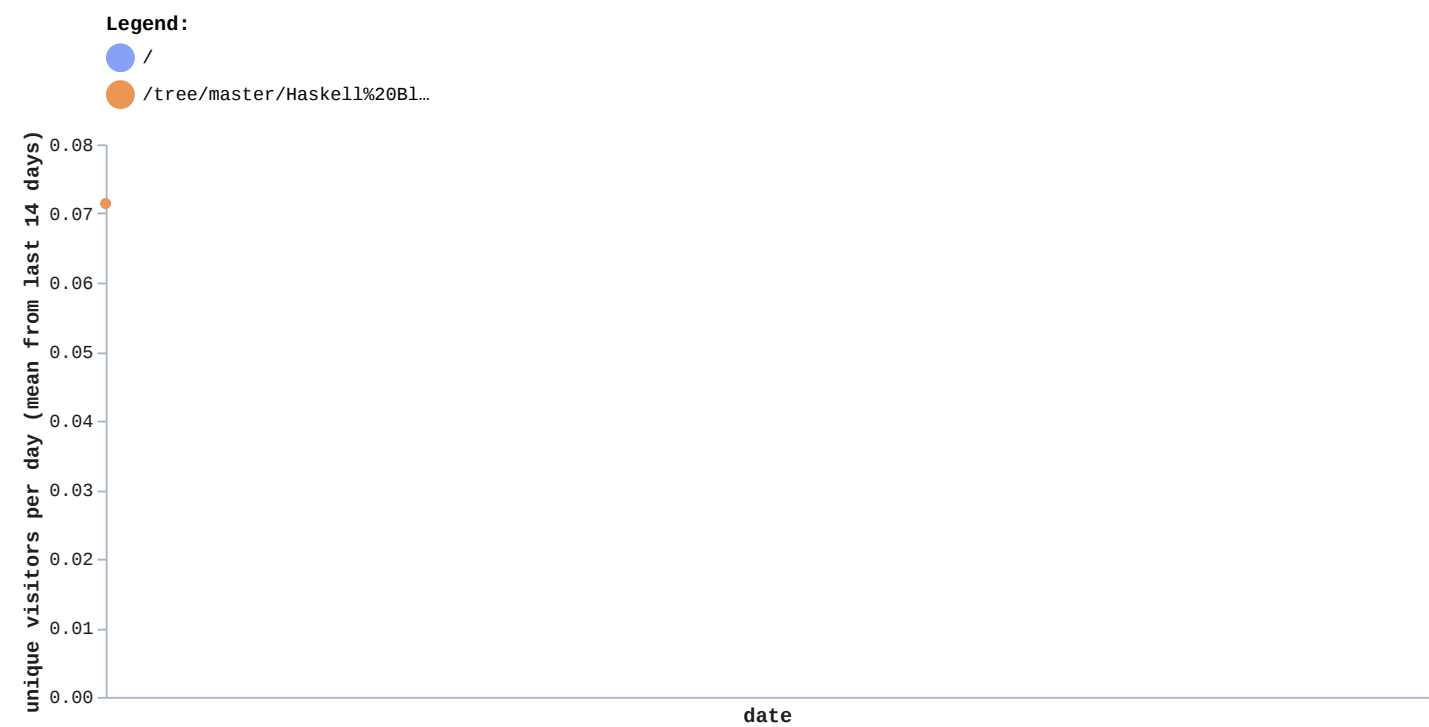 Legend:
/
/tree/master/Haskell%20Bl…
unique visitors per day (mean from last 14 days)
0.08
0.07
0.06
0.05
0.04
0.03
0.02
0.01
0.00
date